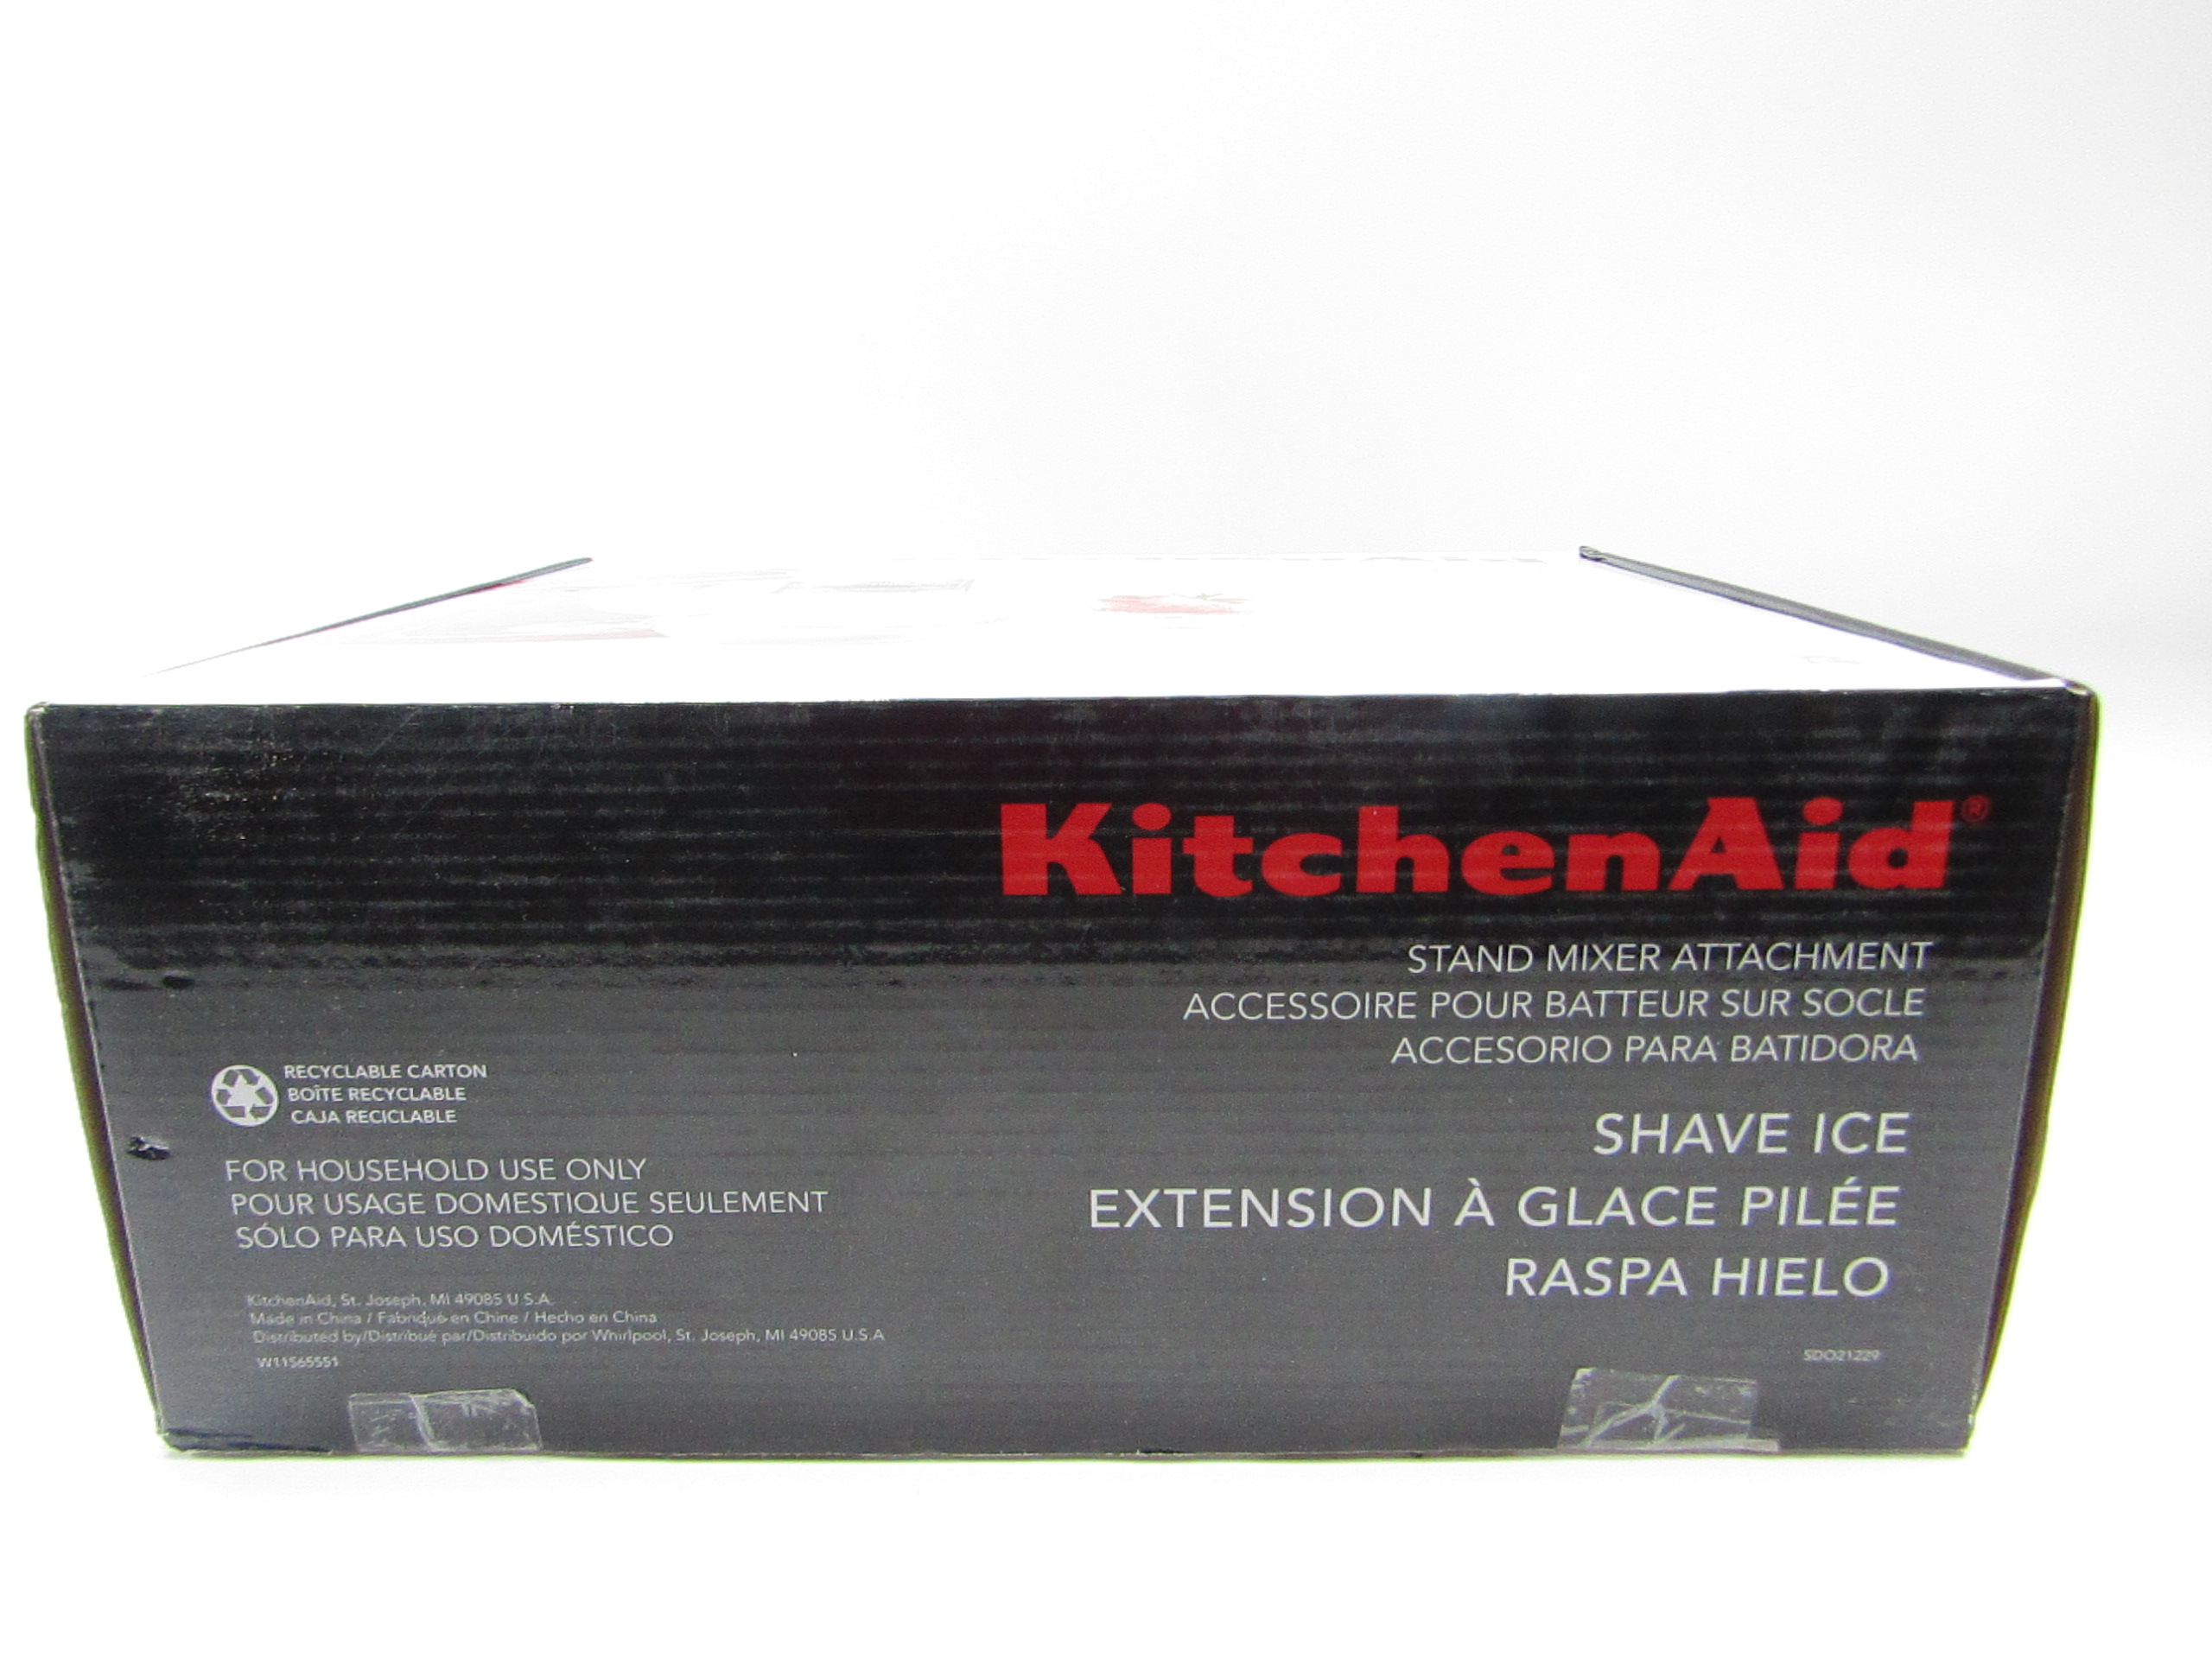 KitchenAid®
STAND MIXER ATTACHMENT
ACCESSOIRE POUR BATTEUR SUR SOCLE
ACCESORIO PARA BATIDORA
SHAVE ICE
EXTENSION À GLACE PILÉE
RASPA HIELO
SDO21229
RECYCLABLE CARTON
BOÎTE RECYCLABLE
CAJA RECICLABLE
FOR HOUSEHOLD USE ONLY
POUR USAGE DOMESTIQUE SEULEMENT
SÓLO PARA USO DOMÉSTICO
KitchenAid, St. Joseph, MI 49085 U.S.A.
Made in China / Fabriqué en Chine / Hecho en China
Distributed by/Distribué par/Distribuido por Whirlpool, St. Joseph, MI 49085 U.S.A
W11565551